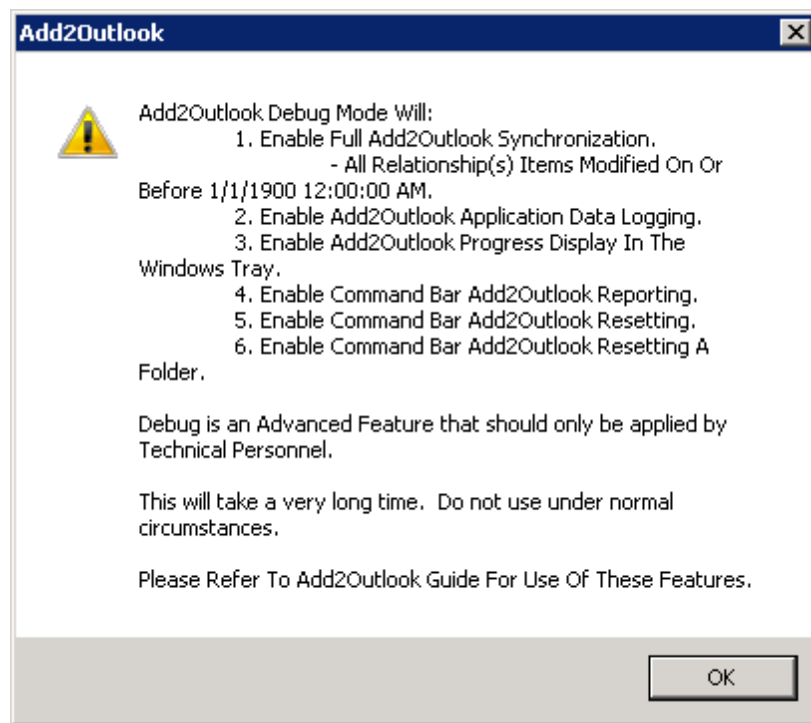 Add2Outlook
Add2Outlook Debug Mode Will:
1. Enable Full Add2Outlook Synchronization.
- All Relationship(s) Items Modified On Or
Before 1/1/1900 12:00:00 AM.
2. Enable Add2Outlook Application Data Logging.
3. Enable Add2Outlook Progress Display In The
Windows Tray.
4. Enable Command Bar Add2Outlook Reporting.
5. Enable Command Bar Add2Outlook Resetting.
6. Enable Command Bar Add2Outlook Resetting A
Folder.
Debug is an Advanced Feature that should only be applied by
Technical Personnel.
This will take a very long time.  Do not use under normal
circumstances.
Please Refer To Add2Outlook Guide For Use Of These Features.
OK